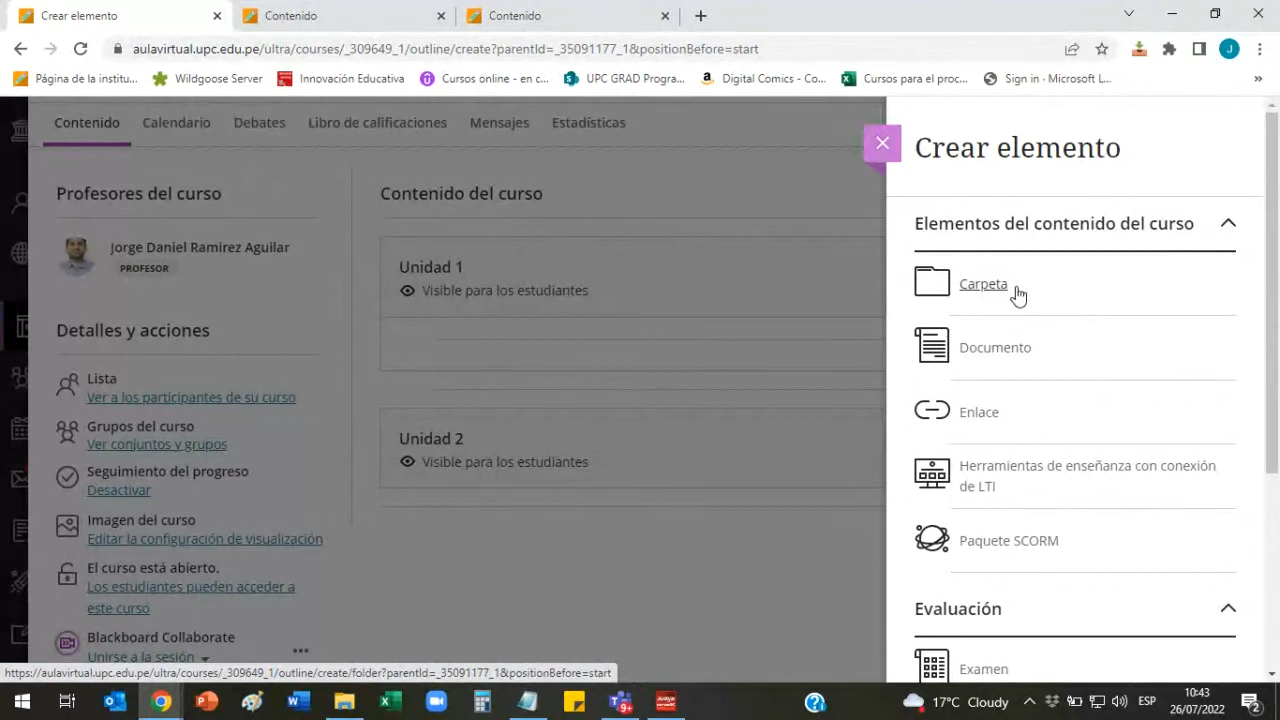 Crear elemento
Contenido
Contenido
aulavirtual.upc.edu.pe/ultra/courses/_309649_1/outline/create?parentId=_35091177_1&positionBefore=start
J
Página de la institu...
Wildgoose Server
Innovación Educativa
Cursos online - en c...
UPC GRAD Progra...
Digital Comics - Co...
Cursos para el proc...
Sign in · Microsoft L...
»
Contenido
Calendario
Debates
Libro de calificaciones
Mensajes
Estadísticas
Crear elemento
Profesores del curso
Contenido del curso
Elementos del contenido del curso
Jorge Daniel Ramirez Aguilar
PROFESOR
Unidad 1
Visible para los estudiantes
Carpeta
Detalles y acciones
Documento
Lista
Ver a los participantes de su curso
Enlace
Grupos del curso
Ver conjuntos y grupos
Unidad 2
Visible para los estudiantes
Herramientas de enseñanza con conexión
de LTI
Seguimiento del progreso
Desactivar
Imagen del curso
Editar la configuración de visualización
Paquete SCORM
El curso está abierto.
Los estudiantes pueden acceder a
este curso
Evaluación
Blackboard Collaborate
Unirse a la sesión
Examen
https://aulavirtual.upc.edu.pe/ultra/courses/_309649_1/outline/create/folder?parentId=_35091177_1&positionBefore=start
17°C Cloudy
ESP
10:43
26/07/2022